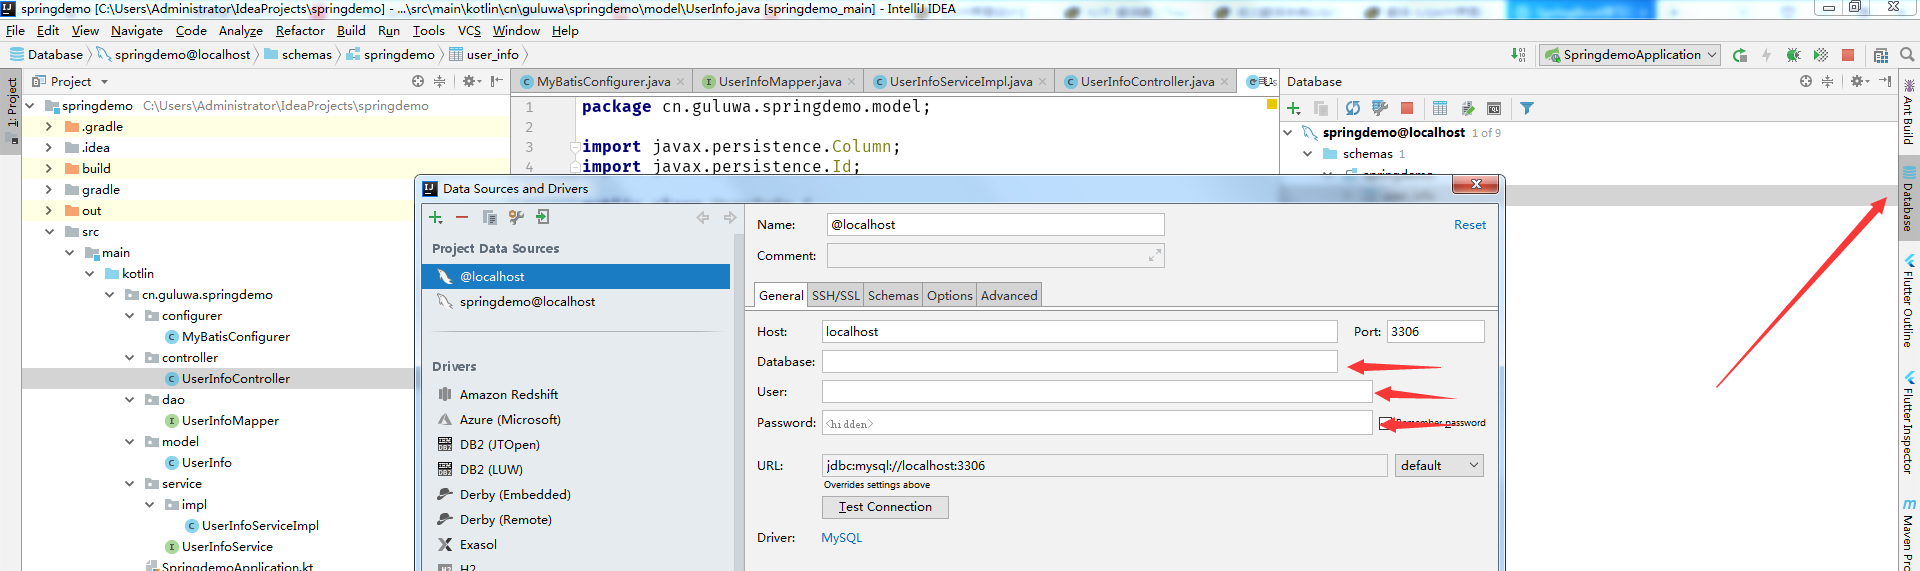 springdemo [C:\Users\Administrator\IdeaProjects\springdemo] - ...\src\main\kotlin\cn\guluwa\springdemo\model\UserInfo.java [springdemo_main] - IntelliJ IDEA
File Edit View Navigate Code Analyze Refactor Build Run Tools VCS Window Help
Database springdemo@localhost schemas springdemo user_info SpringdemoApplication
1: Project
Project
springdemo C:\Users\Administrator\IdeaProjects\springdemo
.gradle
.idea
build
gradle
out
src
main
kotlin
cn.guluwa.springdemo
configurer
MyBatisConfigurer
controller
UserInfoController
dao
UserInfoMapper
model
UserInfo
service
impl
UserInfoServiceImpl
UserInfoService
SpringdemoApplication.kt
MyBatisConfigurer.java UserInfoMapper.java UserInfoServiceImpl.java UserInfoController.java
1 package cn.guluwa.springdemo.model;
2
3 import javax.persistence.Column;
4 import javax.persistence.Id;
Database
springdemo@localhost 1 of 9
schemas 1
springdemo
Data Sources and Drivers
Project Data Sources
@localhost
springdemo@localhost
Drivers
Amazon Redshift
Azure (Microsoft)
DB2 (JTOpen)
DB2 (LUW)
Derby (Embedded)
Derby (Remote)
Exasol
H2
Name: @localhost Reset
Comment:
General SSH/SSL Schemas Options Advanced
Host: localhost Port: 3306
Database:
User:
Password: <hidden> Remember password
URL: jdbc:mysql://localhost:3306 default
Overrides settings above
Test Connection
Driver: MySQL
Ant Build
Database
Flutter Outline
Flutter Inspector
Maven Pro